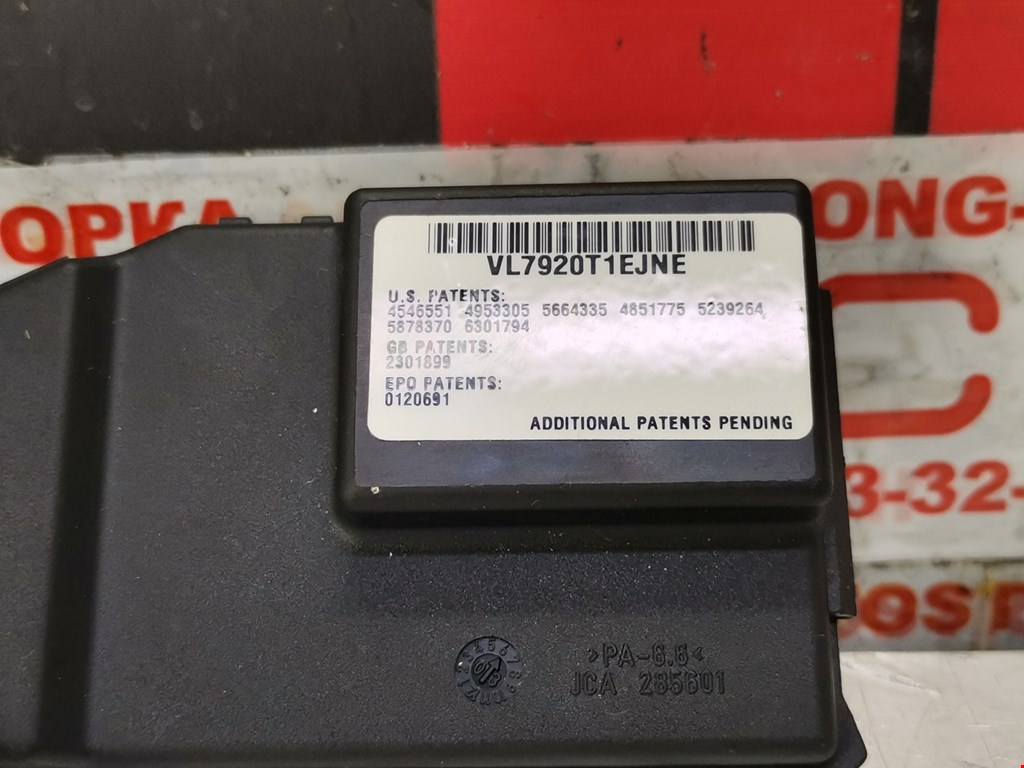 ОРКА
ONG-
VL7920T1EJNE
U.S. PATENTS:
4546551 4953305 5664335 4851775 5239264
5878370 6301794
GB PATENTS:
2301899
EPO PATENTS:
0120691
ADDITIONAL PATENTS PENDING
3-32-
>PA-6.6<
JCA 285601